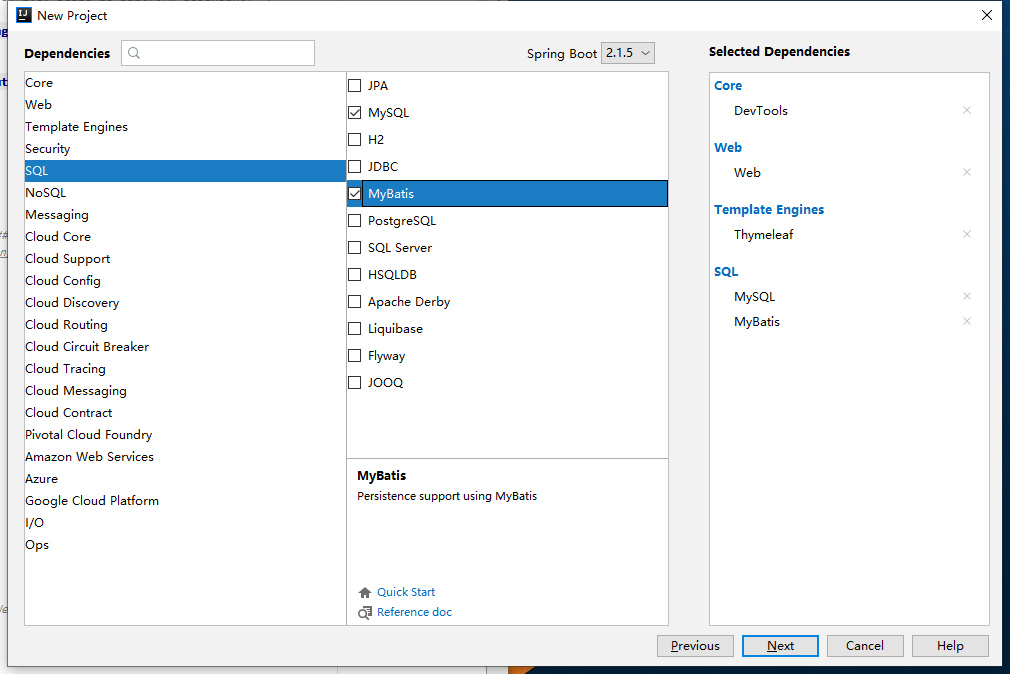 New Project
Dependencies
Spring Boot 2.1.5
Selected Dependencies
Core
Web
Template Engines
Security
SQL
NoSQL
Messaging
Cloud Core
Cloud Support
Cloud Config
Cloud Discovery
Cloud Routing
Cloud Circuit Breaker
Cloud Tracing
Cloud Messaging
Cloud Contract
Pivotal Cloud Foundry
Amazon Web Services
Azure
Google Cloud Platform
I/O
Ops
JPA
MySQL
H2
JDBC
MyBatis
PostgreSQL
SQL Server
HSQLDB
Apache Derby
Liquibase
Flyway
JOOQ
MyBatis
Persistence support using MyBatis
Quick Start
Reference doc
Core
DevTools
Web
Web
Template Engines
Thymeleaf
SQL
MySQL
MyBatis
Previous
Next
Cancel
Help